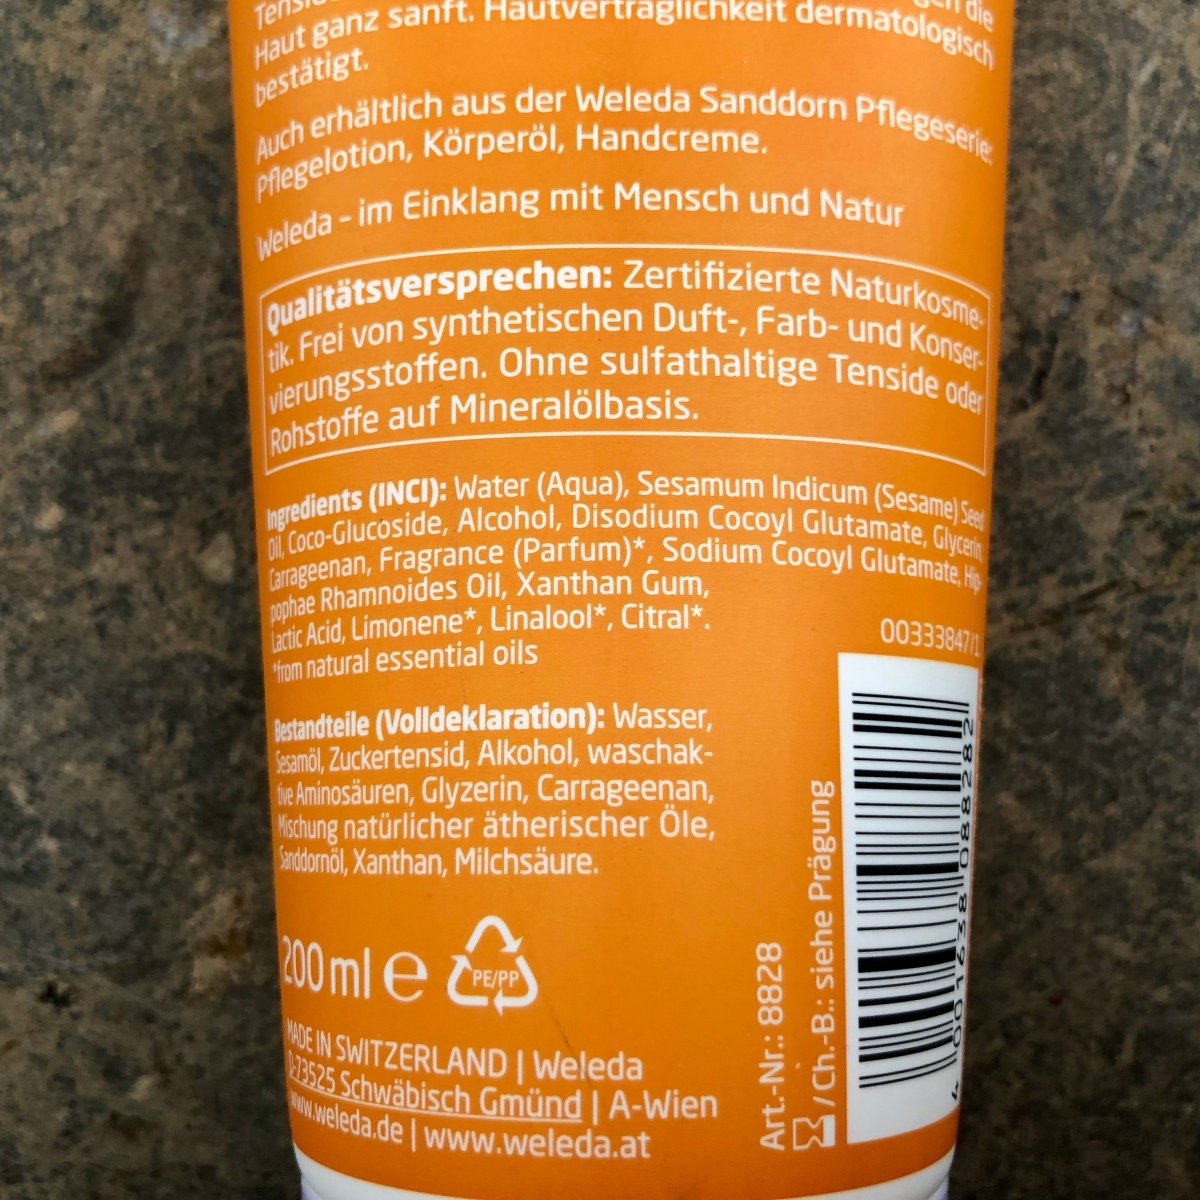 die
Haut ganz sanft. Hautverträglichkeit dermatologisch
bestätigt.
Auch erhältlich aus der Weleda Sanddorn Pflegeserie:
Pflegelotion, Körperöl, Handcreme.
Weleda – im Einklang mit Mensch und Natur
Qualitätsversprechen: Zertifizierte Naturkosme-
tik. Frei von synthetischen Duft-, Farb- und Konser-
vierungsstoffen. Ohne sulfathaltige Tenside oder
Rohstoffe auf Mineralölbasis.
Ingredients (INCI): Water (Aqua), Sesamum Indicum (Sesame) Seed
Oil, Coco-Glucoside, Alcohol, Disodium Cocoyl Glutamate, Glycerin,
Carrageenan, Fragrance (Parfum)*, Sodium Cocoyl Glutamate, Hip-
pophae Rhamnoides Oil, Xanthan Gum,
Lactic Acid, Limonene*, Linalool*, Citral*.
*from natural essential oils
00333847/1
Bestandteile (Volldeklaration): Wasser,
Sesamöl, Zuckertensid, Alkohol, waschak-
tive Aminosäuren, Glyzerin, Carrageenan,
Mischung natürlicher ätherischer Öle,
Sanddornöl, Xanthan, Milchsäure.
200 ml e
PE/PP
MADE IN SWITZERLAND | Weleda
D-73525 Schwäbisch Gmünd | A-Wien
www.weleda.de | www.weleda.at
Art.-Nr.: 8828
/ Ch.-B.: siehe Prägung
4 001638 088282